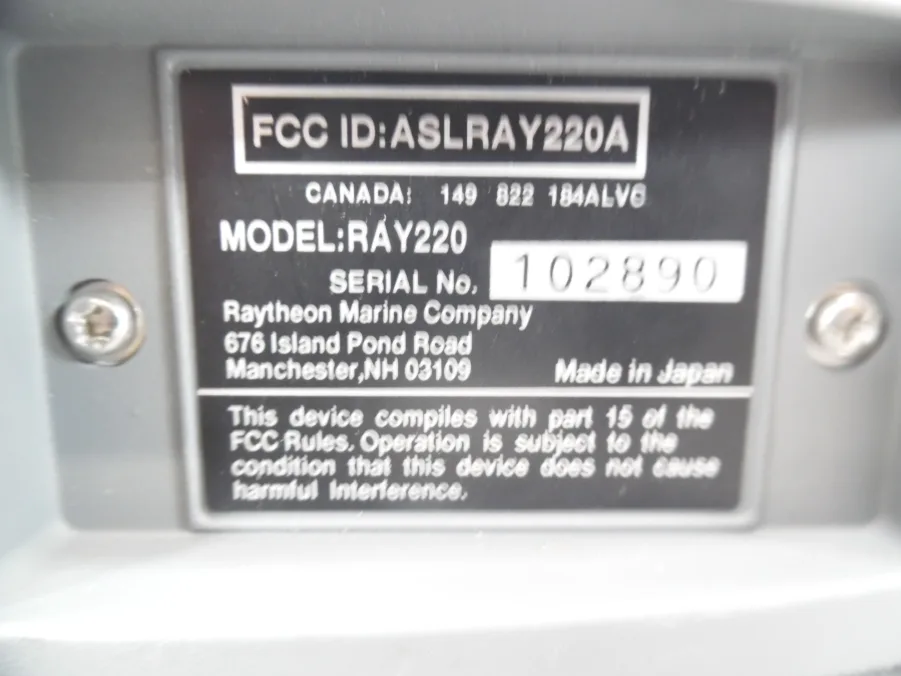 FCC ID:ASLRAY220A
CANADA: 149 822 184ALVG
MODEL:RAY220
SERIAL No. 102890
Raytheon Marine Company
676 Island Pond Road
Manchester,NH 03109 Made in Japan
This device compiles with part 15 of the
FCC Rules. Operation is subject to the
condition that this device does not cause
harmful Interference.